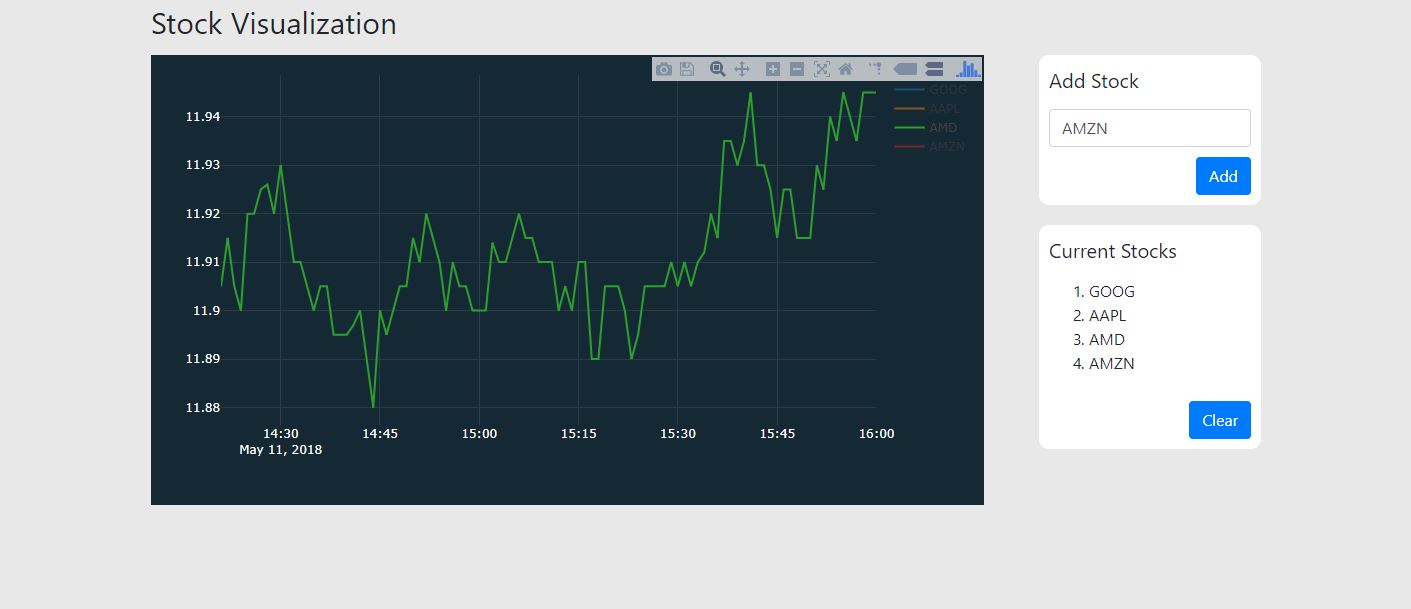 Stock Visualization
GOOG
AAPL
AMD
AMZN
11.94
11.93
11.92
11.91
11.9
11.89
11.88
14:30
14:45
15:00
15:15
15:30
15:45
16:00
May 11, 2018
Add Stock
AMZN
Add
Current Stocks
1. GOOG
2. AAPL
3. AMD
4. AMZN
Clear